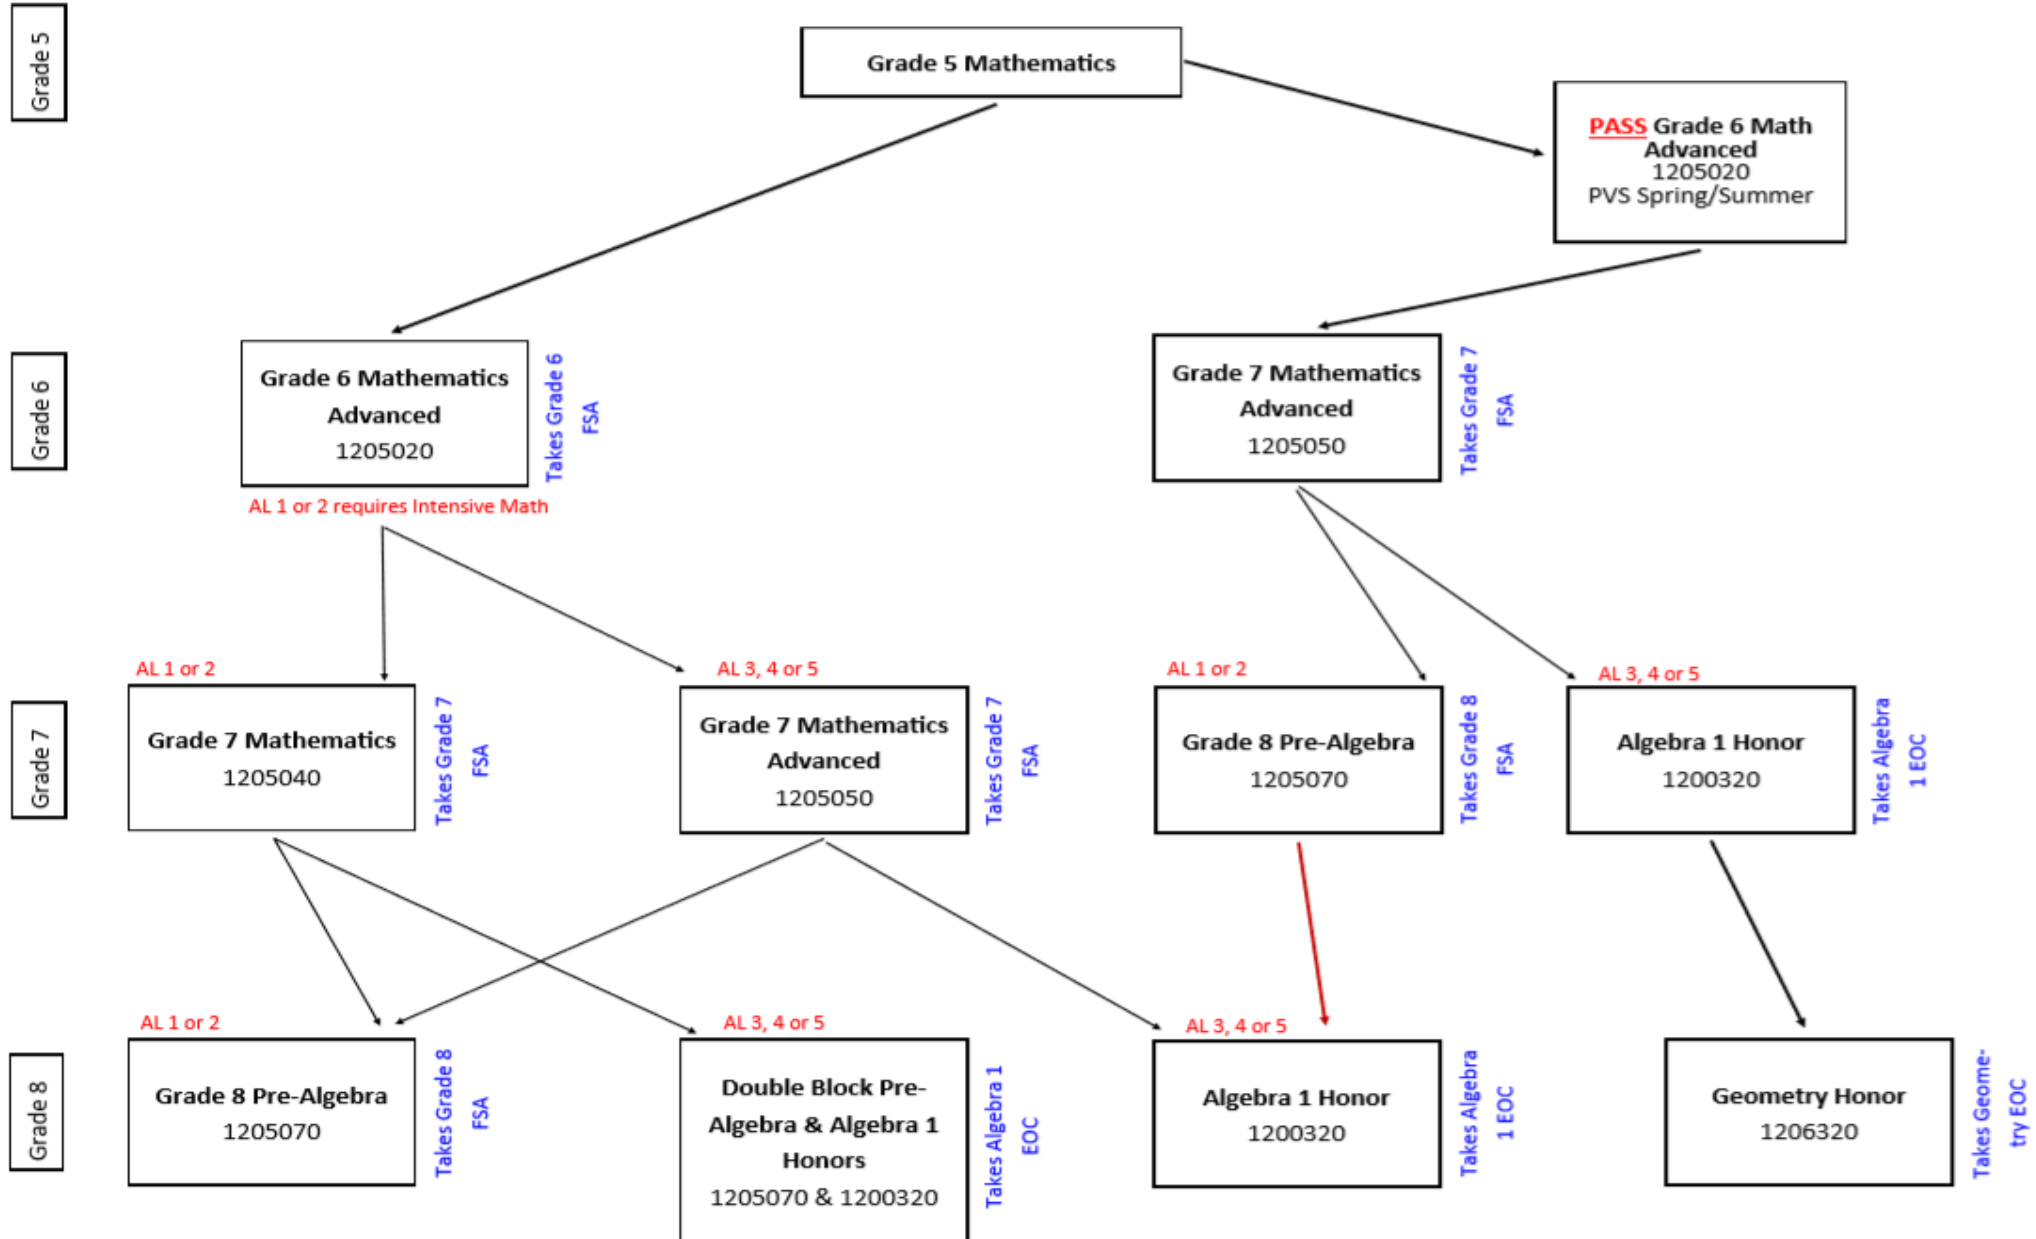 Grade 5
Grade 5 Mathematics
PASS Grade 6 Math
Advanced
1205020
PVS Spring/Summer
Grade 6
Grade 6 Mathematics
Advanced
1205020
Takes Grade 6
FSA
AL 1 or 2 requires Intensive Math
Grade 7 Mathematics
Advanced
1205050
Takes Grade 7
FSA
Grade 7
AL 1 or 2
Grade 7 Mathematics
1205040
Takes Grade 7
FSA
AL 3, 4 or 5
Grade 7 Mathematics
Advanced
1205050
Takes Grade 7
FSA
AL 1 or 2
Grade 8 Pre-Algebra
1205070
Takes Grade 8
FSA
AL 3, 4 or 5
Algebra 1 Honor
1200320
Takes Algebra
1 EOC
Grade 8
AL 1 or 2
Grade 8 Pre-Algebra
1205070
Takes Grade 8
FSA
AL 3, 4 or 5
Double Block Pre-
Algebra & Algebra 1
Honors
1205070 & 1200320
Takes Algebra 1
EOC
AL 3, 4 or 5
Algebra 1 Honor
1200320
Takes Algebra
1 EOC
Geometry Honor
1206320
Takes Geome-
try EOC